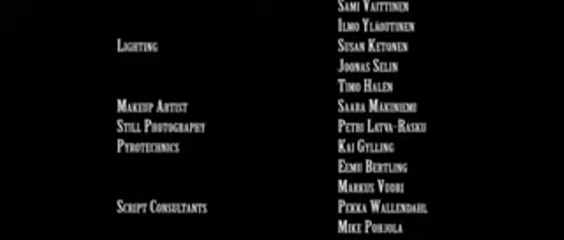 Sami Vaittinen
Ilmo Yläoutinen
Lighting Susan Ketonen
Joonas Selin
Timo Halén
Makeup Artist Saara Mäkiniemi
Still Photography Petri Latva-Rasku
Pyrotechnics Kai Gylling
Eemu Bertling
Markus Vuori
Script Consultants Pekka Wallendahl
Mike Pohjola